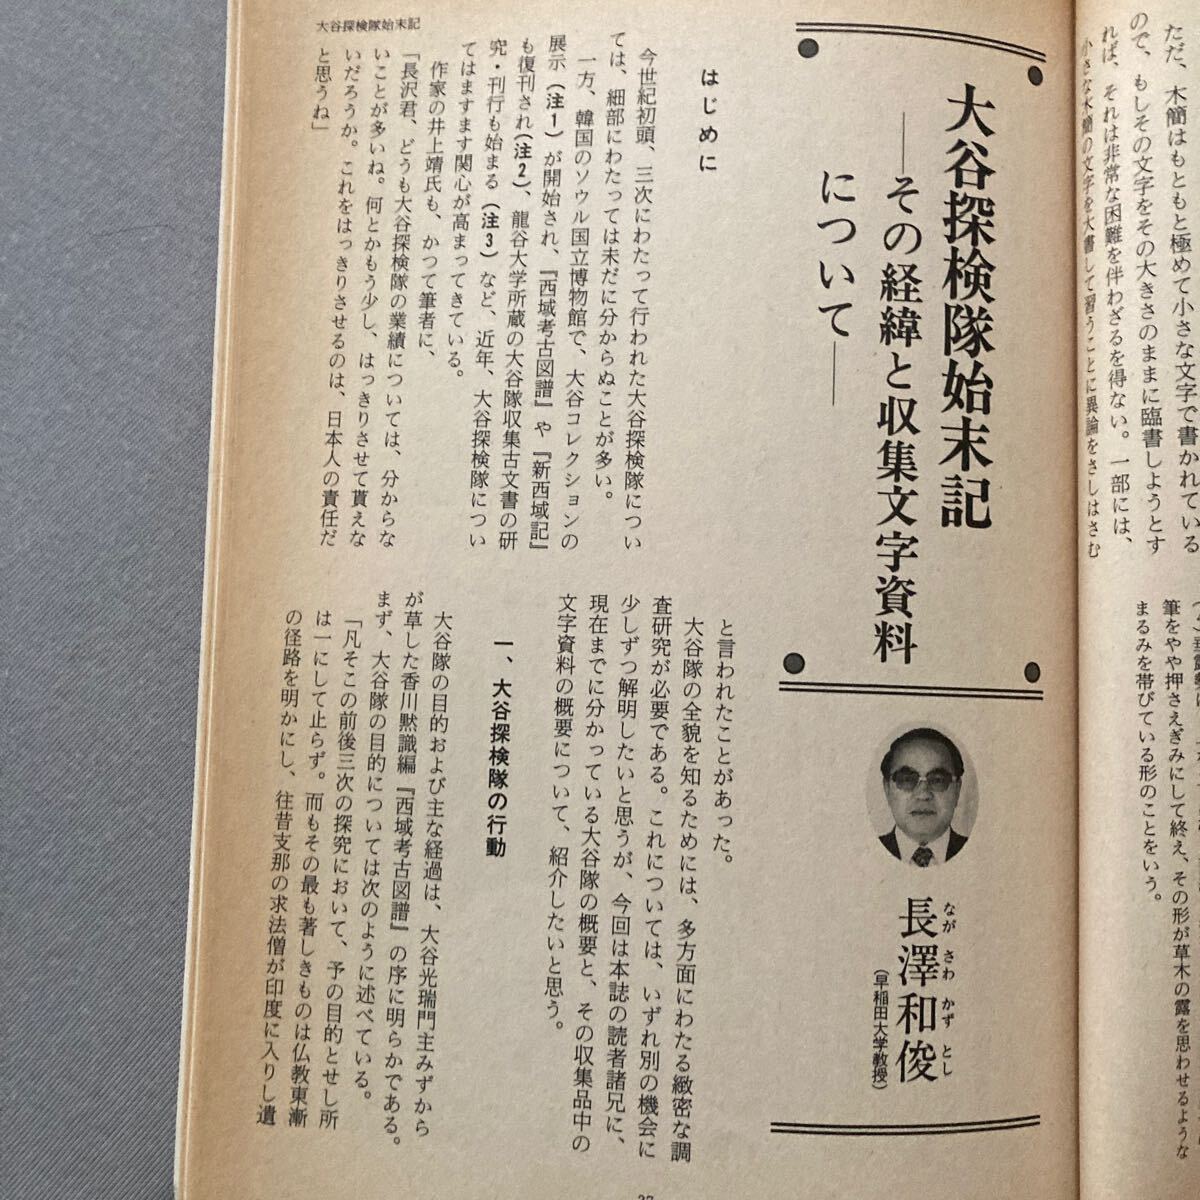 ただ、木簡はもともと極めて小さな文字で書かれている
ので、もしその文字をその大きさのままに臨書しようとす
れば、それは非常な困難を伴わざるを得ない。一部には、
小さな木簡の文字を大書して習うことに異論をさしはさむ
筆をやや押さえぎみにして終え、その形が草木の露を思わせるような
まるみを帯びている形のことをいう。
大谷探検隊始末記
大谷探検隊始末記
―その経緯と収集文字資料
について―
長澤和俊
なが さわ かず とし
（早稲田大学教授）
はじめに
今世紀初頭、三次にわたって行われた大谷探検隊につい
ては、細部にわたっては未だに分からぬことが多い。
一方、韓国のソウル国立博物館で、大谷コレクションの
展示（注1）が開始され、『西域考古図譜』や『新西域記』
も復刊され（注2）、龍谷大学所蔵の大谷隊収集古文書の研
究・刊行も始まる（注3）など、近年、大谷探検隊につい
てはますます関心が高まってきている。
作家の井上靖氏も、かつて筆者に、
「長沢君、どうも大谷探検隊の業績については、分からな
いことが多いね。何とかもう少し、はっきりさせて貰えな
いだろうか。これをはっきりさせるのは、日本人の責任だ
と思うね」
と言われたことがあった。
大谷隊の全貌を知るためには、多方面にわたる緻密な調
査研究が必要である。これについては、いずれ別の機会に
少しずつ解明したいと思うが、今回は本誌の読者諸兄に、
現在までに分かっている大谷隊の概要と、その収集品中の
文字資料の概要について、紹介したいと思う。
一、大谷探検隊の行動
大谷隊の目的および主な経過は、大谷光瑞門主みずから
が草した香川黙識編『西域考古図譜』の序に明らかである。
まず、大谷隊の目的については次のように述べている。
「凡そこの前後三次の探究において、予の目的とせし所
は一にして止らず。而もその最も著しきものは仏教東漸
の径路を明かにし、往昔支那の求法僧が印度に入りし遺